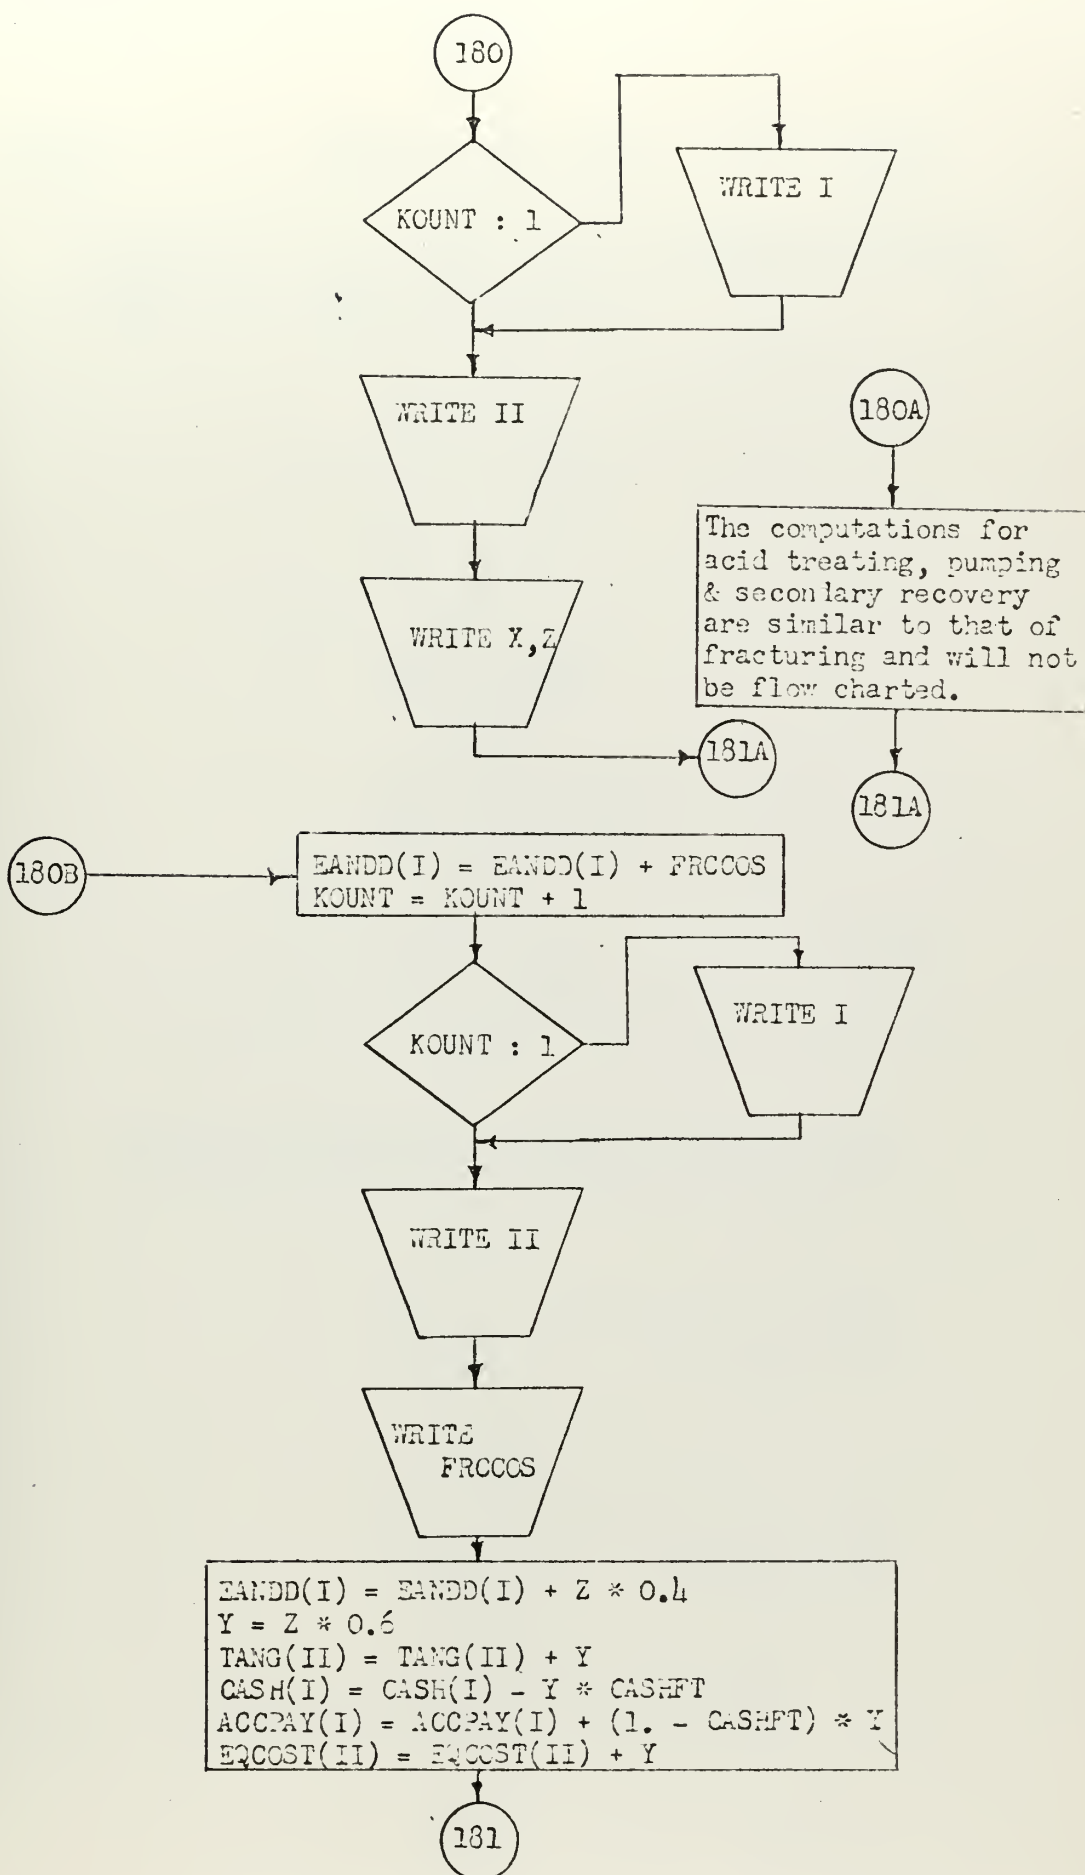 180
KOUNT : 1
WRITE I
WRITE II
WRITE X, Z
181A
180A
The computations for
acid treating, pumping
& secondary recovery
are similar to that of
fracturing and will not
be flow charted.
181A
180B
EANDD(I) = EANDD(I) + FRCCOS
KOUNT = KOUNT + 1
KOUNT : 1
WRITE I
WRITE II
WRITE
FRCCOS
EANDD(I) = EANDD(I) + Z * 0.4
Y = Z * 0.6
TANG(II) = TANG(II) + Y
CASH(I) = CASH(I) - Y * CASHFT
ACCPAY(I) = ACCPAY(I) + (1. - CASHFT) * Y
EQCOST(II) = EQCOST(II) + Y
181